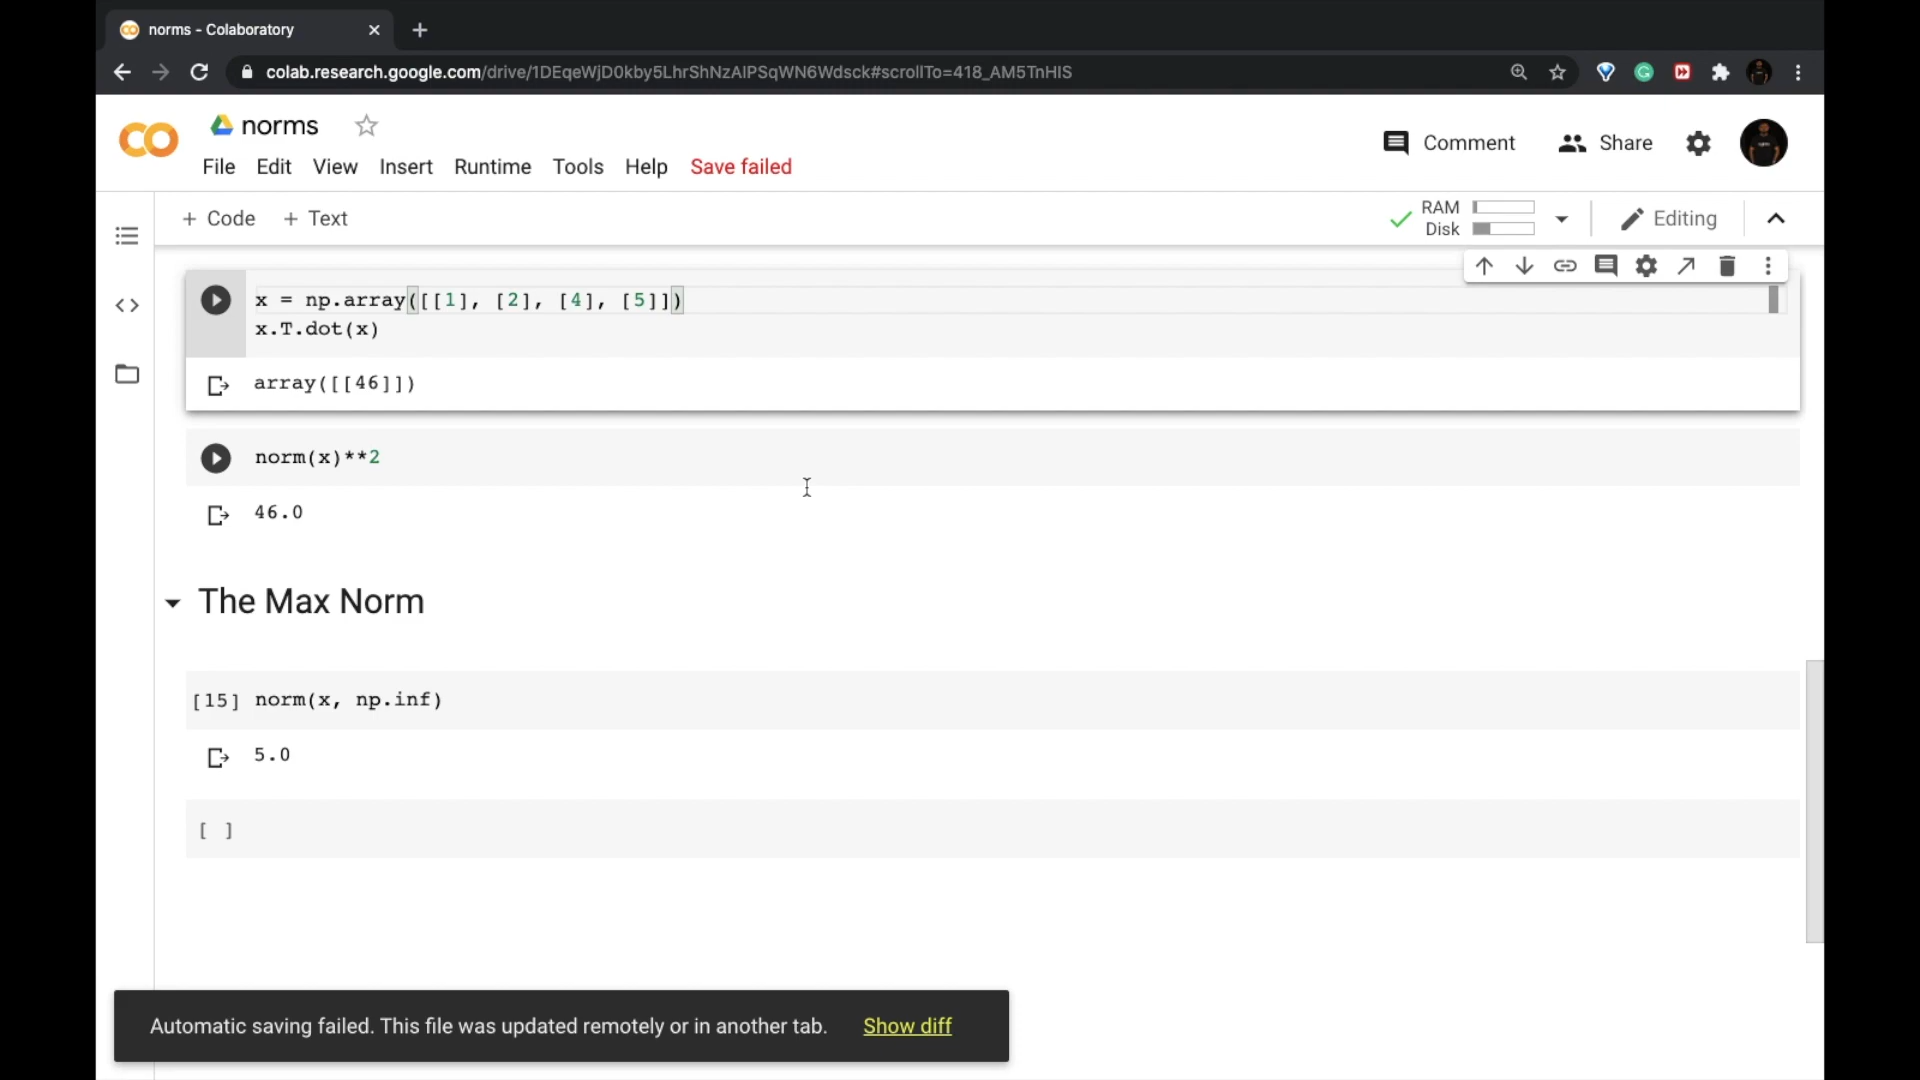 norms - Colaboratory
colab.research.google.com/drive/1DEqeWjD0kby5LhrShNzAIPSqWN6Wdsck#scrollTo=418_AM5TnHIS
norms
Comment
Share
File Edit View Insert Runtime Tools Help Save failed
+ Code + Text
RAM
Disk
Editing
x = np.array([[1], [2], [4], [5]])
x.T.dot(x)
array([[46]])
norm(x)**2
46.0
The Max Norm
[15] norm(x, np.inf)
5.0
[ ]
Automatic saving failed. This file was updated remotely or in another tab. Show diff